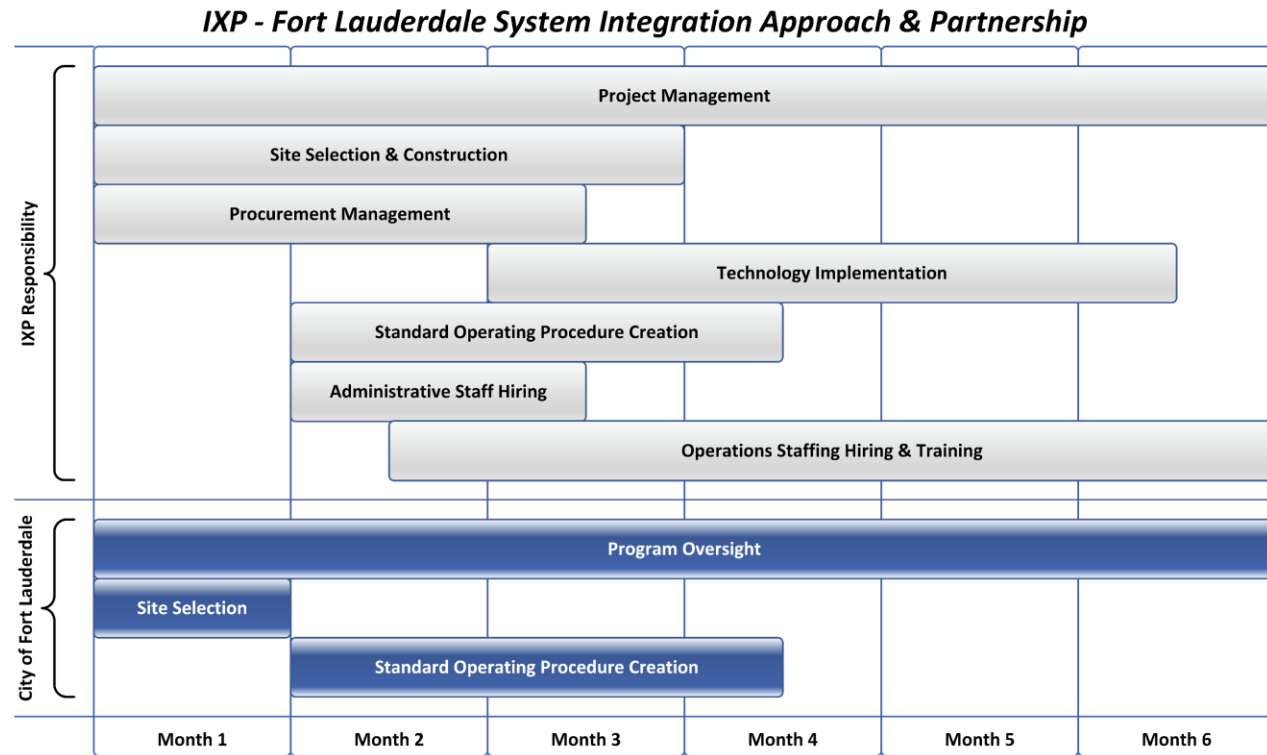 IXP - Fort Lauderdale System Integration Approach & Partnership
IXP Responsibility
Project Management
Site Selection & Construction
Procurement Management
Technology Implementation
Standard Operating Procedure Creation
Administrative Staff Hiring
Operations Staffing Hiring & Training
City of Fort Lauderdale
Program Oversight
Site Selection
Standard Operating Procedure Creation
Month 1
Month 2
Month 3
Month 4
Month 5
Month 6